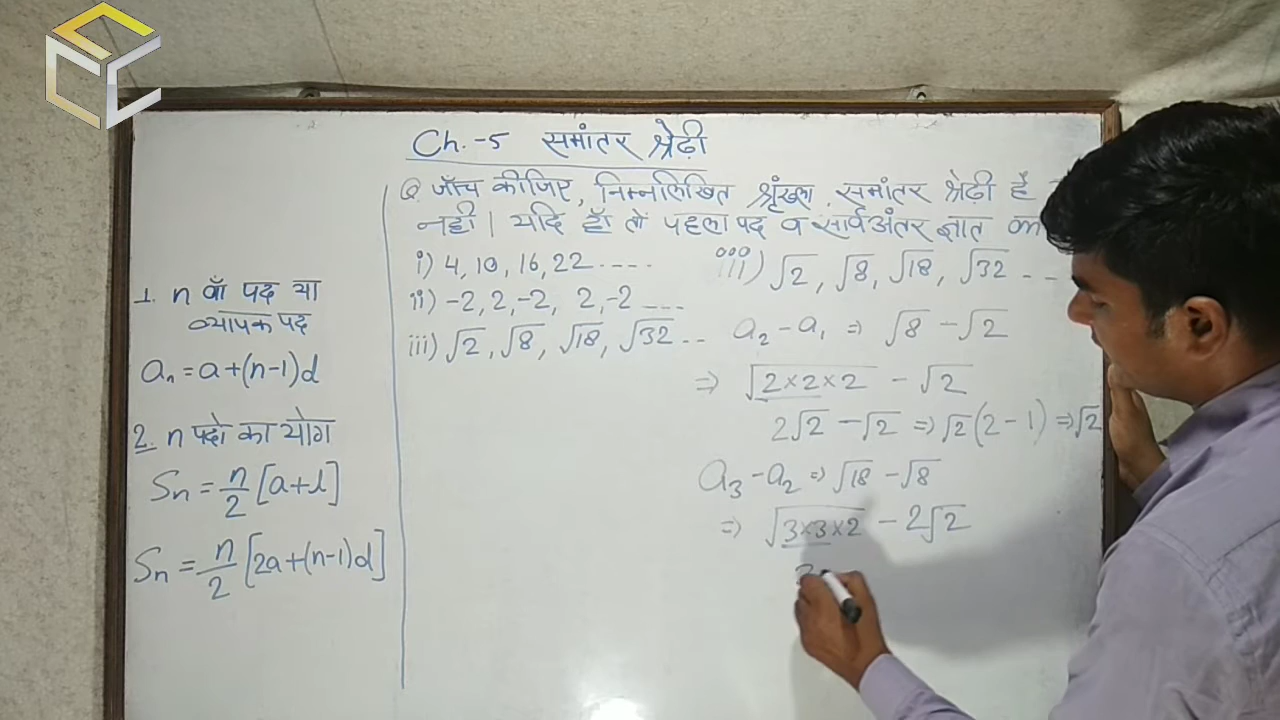 Ch.-5 समांतर श्रेढ़ी
Q. जाँच कीजिए, निम्नलिखित श्रृंखला समांतर श्रेढ़ी है
नहीं । यदि हाँ तो पहला पद व सार्व अंतर ज्ञात
i) 4, 10, 16, 22 ....
ii) -2, 2, -2, 2, -2 ....
iii) √2, √8, √18, √32 ..
1. n वाँ पद या
व्यापक पद
aₙ = a+(n-1)d
2. n पदो का योग
Sₙ = n/2 [a+l]
Sₙ = n/2 [2a+(n-1)d]
iii) √2, √8, √18, √32 ..
a₂ - a₁ ⇒ √8 - √2
⇒ √2×2×2 - √2
2√2 - √2 ⇒ √2(2-1) ⇒ √2
a₃ - a₂ ⇒ √18 - √8
⇒ √3×3×2 - 2√2